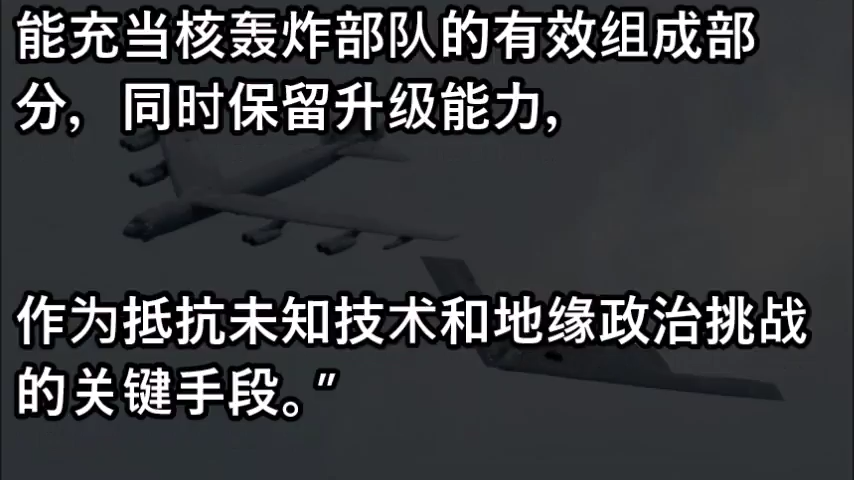 能充当核轰炸部队的有效组成部
分，同时保留升级能力，
作为抵抗未知技术和地缘政治挑战
的关键手段。”